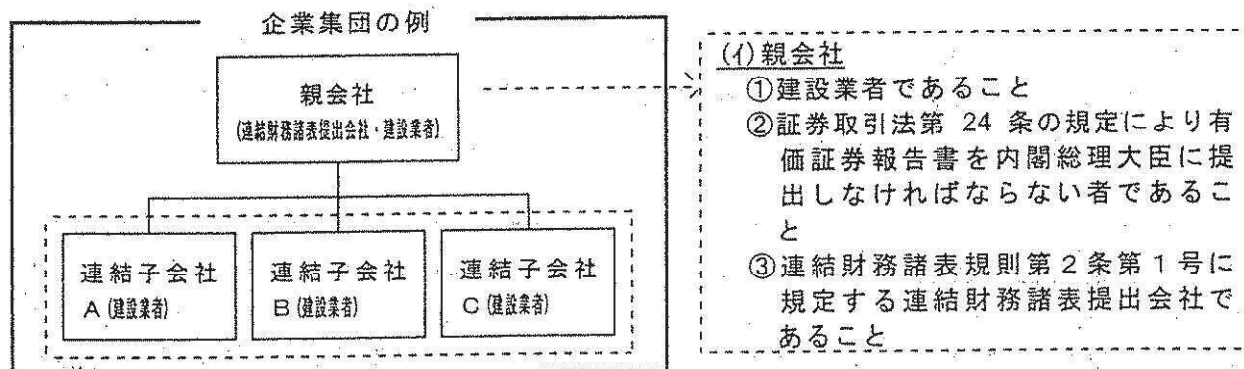 企業集団の例
親会社
(連結財務諸表提出会社・建設業者)
連結子会社
A (建設業者)
連結子会社
B (建設業者)
連結子会社
C (建設業者)
(イ)親会社
①建設業者であること
②証券取引法第 24 条の規定により有
価証券報告書を内閣総理大臣に提
出しなければならない者であるこ
と
③連結財務諸表規則第2条第1号に
規定する連結財務諸表提出会社で
あること